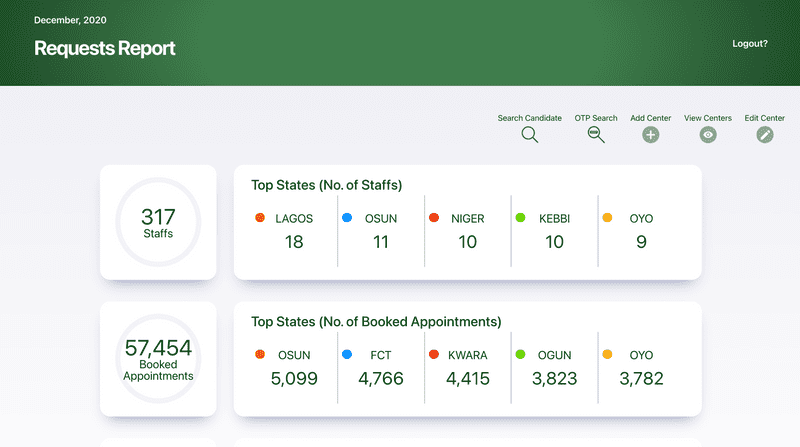 December, 2020
Requests Report
Logout?
Search Candidate OTP Search Add Center View Centers Edit Center
317
Staffs
Top States (No. of Staffs)
LAGOS OSUN NIGER KEBBI OYO
18 11 10 10 9
57,454
Booked
Appointments
Top States (No. of Booked Appointments)
OSUN FCT KWARA OGUN OYO
5,099 4,766 4,415 3,823 3,782